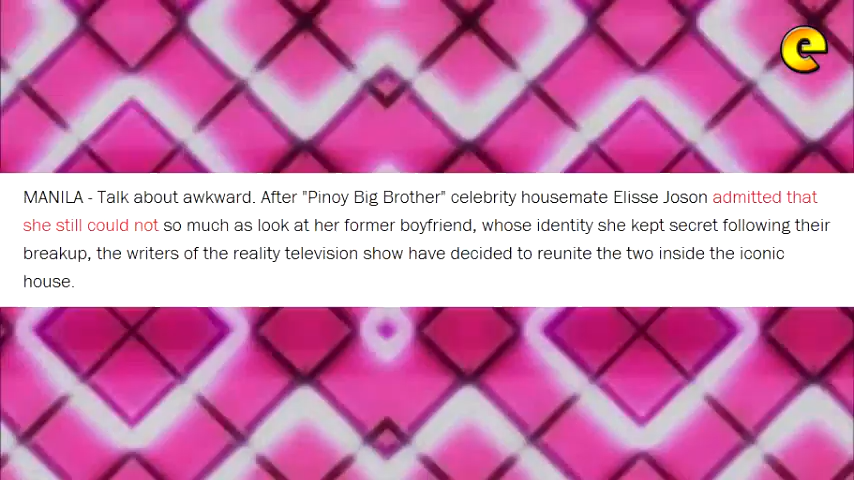 e
MANILA - Talk about awkward. After "Pinoy Big Brother" celebrity housemate Elisse Joson admitted that
she still could not so much as look at her former boyfriend, whose identity she kept secret following their
breakup, the writers of the reality television show have decided to reunite the two inside the iconic
house.